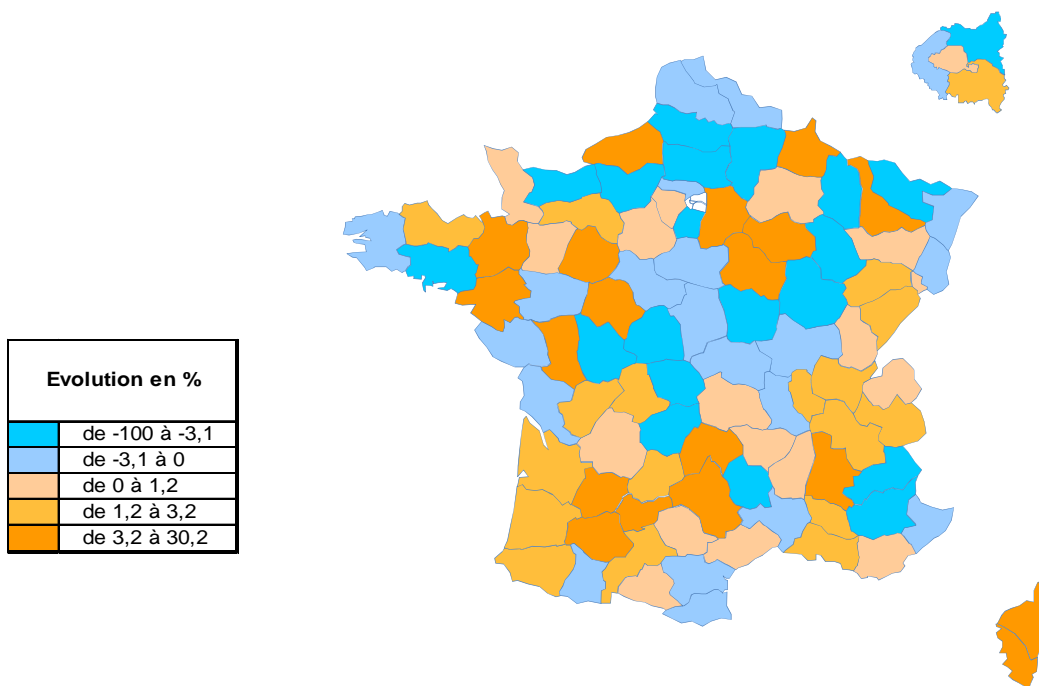 Evolution en %
de -100 à -3,1
de -3,1 à 0
de 0 à 1,2
de 1,2 à 3,2
de 3,2 à 30,2